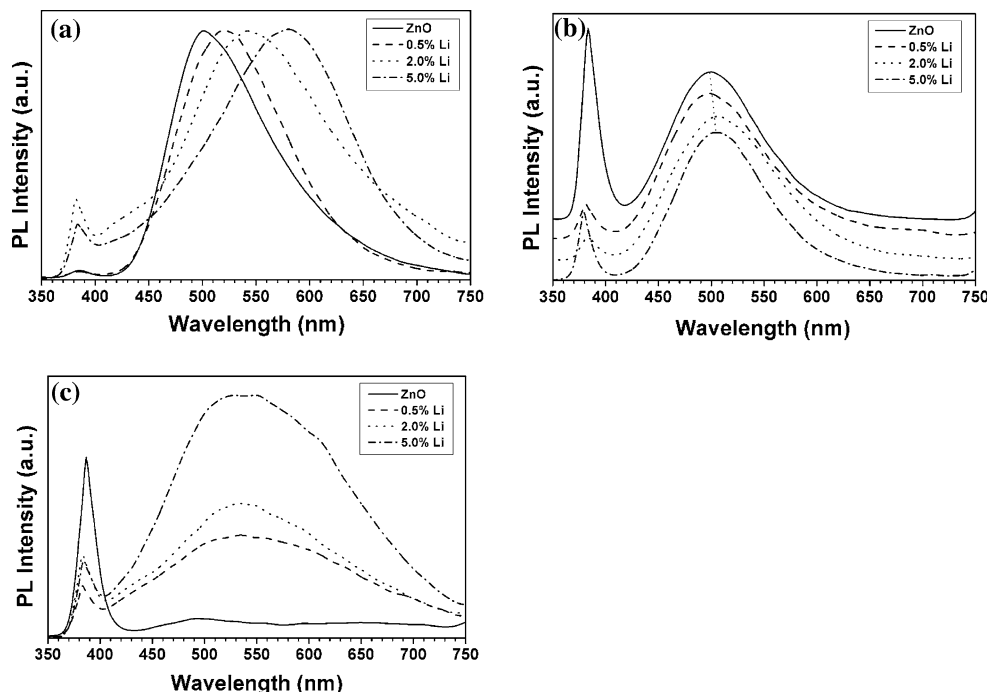 (a)
ZnO
0.5% Li
2.0% Li
5.0% Li
PL Intensity (a.u.)
350 400 450 500 550 600 650 700 750
Wavelength (nm)
(b)
ZnO
0.5% Li
2.0% Li
5.0% Li
PL Intensity (a.u.)
350 400 450 500 550 600 650 700 750
Wavelength (nm)
(c)
ZnO
0.5% Li
2.0% Li
5.0% Li
PL Intensity (a.u.)
350 400 450 500 550 600 650 700 750
Wavelength (nm)